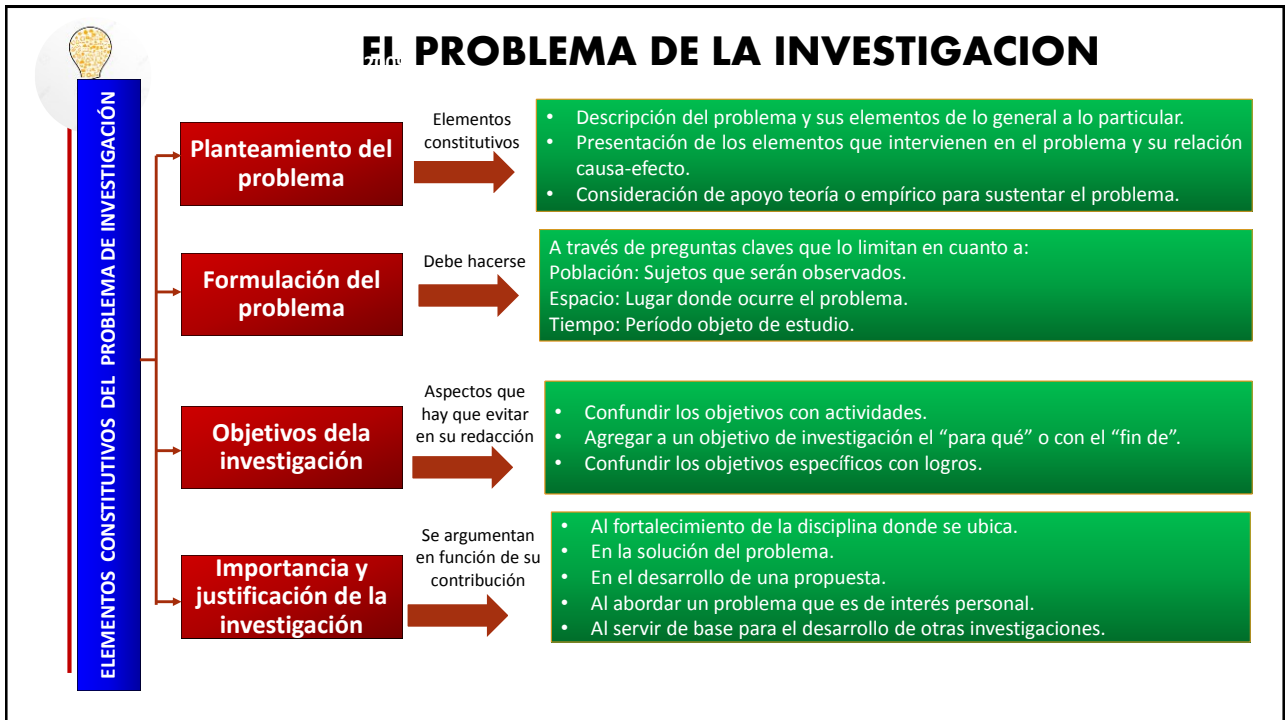 EL PROBLEMA DE LA INVESTIGACION
ELEMENTOS CONSTITUTIVOS DEL PROBLEMA DE INVESTIGACIÓN
Planteamiento del
problema
Elementos
constitutivos
• Descripción del problema y sus elementos de lo general a lo particular.
• Presentación de los elementos que intervienen en el problema y su relación
causa-efecto.
• Consideración de apoyo teoría o empírico para sustentar el problema.
Formulación del
problema
Debe hacerse
A través de preguntas claves que lo limitan en cuanto a:
Población: Sujetos que serán observados.
Espacio: Lugar donde ocurre el problema.
Tiempo: Período objeto de estudio.
Objetivos dela
investigación
Aspectos que
hay que evitar
en su redacción
• Confundir los objetivos con actividades.
• Agregar a un objetivo de investigación el “para qué” o con el “fin de”.
• Confundir los objetivos específicos con logros.
Importancia y
justificación de la
investigación
Se argumentan
en función de su
contribución
• Al fortalecimiento de la disciplina donde se ubica.
• En la solución del problema.
• En el desarrollo de una propuesta.
• Al abordar un problema que es de interés personal.
• Al servir de base para el desarrollo de otras investigaciones.